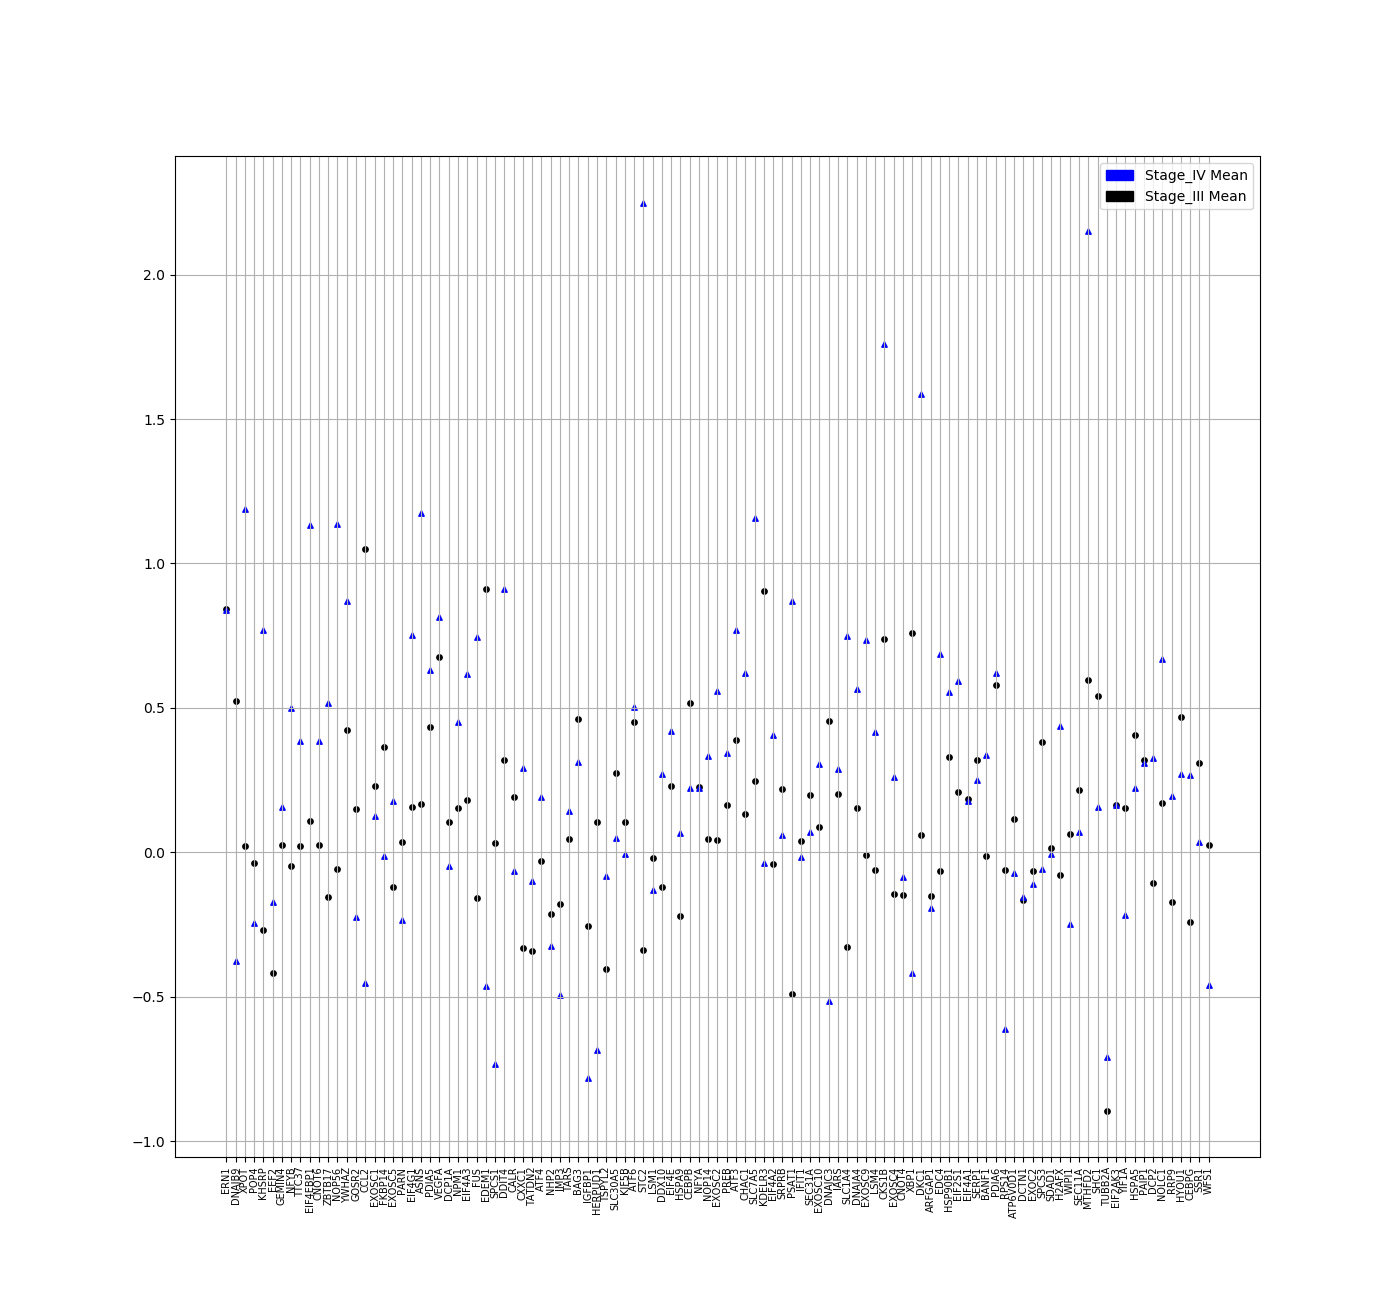 Stage_IV Mean
Stage_III Mean
2.0
1.5
1.0
0.5
0.0
−0.5
−1.0
ERN1
DNAJB9
XPOT
POP4
KHSRP
EEF2
GEMIN4
NFYB
TTC37
EIF4EBP1
CNOT6
ZBTB17
NOP56
YWHAZ
GOSR2
CCL2
EXOSC1
FKBP14
EXOSC5
PARN
EIF4G1
ASNS
PDIA5
VEGFA
DCP1A
NPM1
EIF4A3
FUS
EDEM1
SPCS1
DDIT4
CALR
CXXC1
TATDN2
ATF4
NHP2
IMP3
TARS
BAG3
IGFBP1
HERPUD1
TSPYL2
SLC30A5
KIF5B
ATF6
STC2
LSM1
DDX10
EIF4E
HSPA9
CEBPB
NFYA
NOP14
EXOSC2
PREB
ATF3
CHAC1
SLC7A5
KDELR3
EIF4A2
SRPRB
PSAT1
IFIT1
SEC31A
EXOSC10
DNAJC3
IARS
SLC1A4
DNAJA4
EXOSC9
LSM4
CKS1B
EXOSC4
CNOT4
XBP1
DKC1
ARFGAP1
EDC4
HSP90B1
EIF2S1
EIF4A1
SERP1
BANF1
PDIA6
RPS14
ATP6V0D1
DCTN1
EXOC2
SPCS3
SDAD1
H2AFX
WIPI1
SEC11A
MTHFD2
SHC1
TUBB2A
EIF2AK3
YIF1A
HSPA5
PAIP1
DCP2
NOLC1
RRP9
HYOU1
CEBPG
SSR1
WFS1